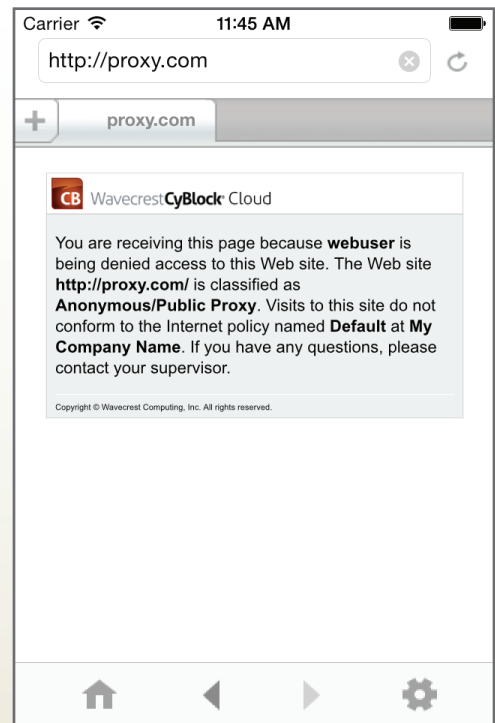 Carrier 11:45 AM
http://proxy.com
proxy.com
CB Wavecrest CyBlock® Cloud
You are receiving this page because webuser is
being denied access to this Web site. The Web site
http://proxy.com/ is classified as
Anonymous/Public Proxy. Visits to this site do not
conform to the Internet policy named Default at My
Company Name. If you have any questions, please
contact your supervisor.
Copyright © Wavecrest Computing, Inc. All rights reserved.